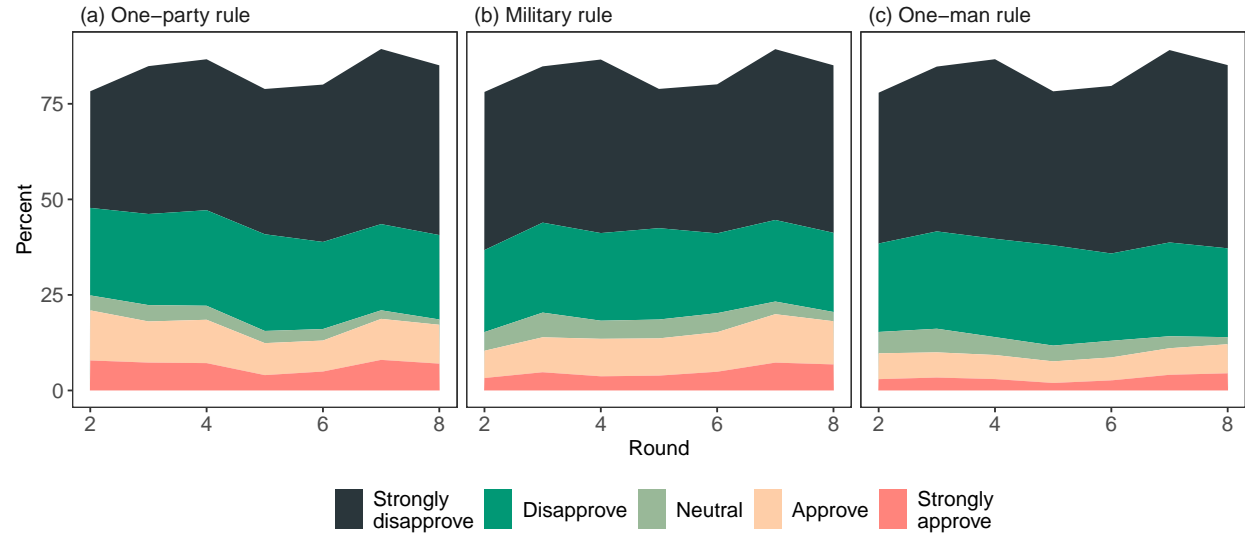 (a) One−party rule
(b) Military rule
(c) One−man rule
Percent
75
50
25
0
2 4 6 8
2 4 6 8
2 4 6 8
Round
Strongly disapprove
Disapprove
Neutral
Approve
Strongly approve